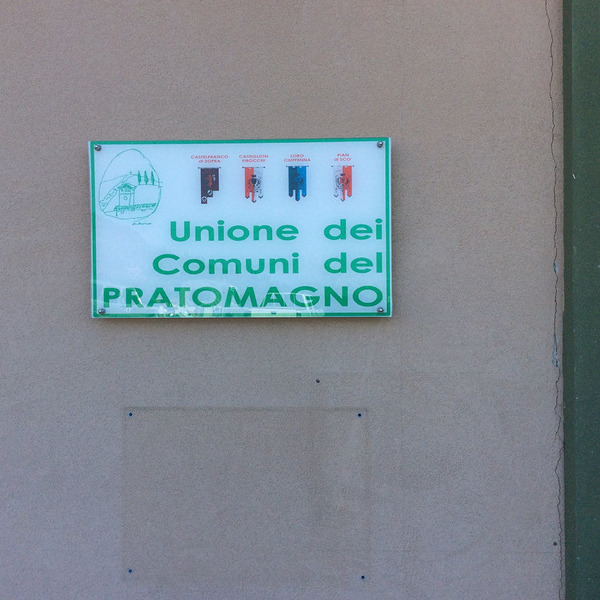 CASTELFRANCO
di SOPRA
CASTIGLION
FIBOCCHI
LORO
CIUFFENNA
PIAN
di SCO'
Unione dei
Comuni del
PRATOMAGNO